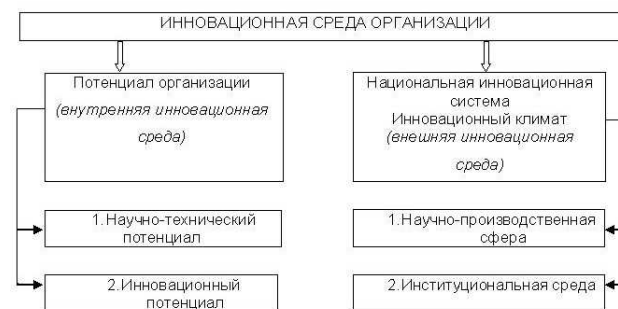 ИННОВАЦИОННАЯ СРЕДА ОРГАНИЗАЦИИ
Потенциал организации
(внутренняя инновационная
среда)
Национальная инновационная
система
Инновационный климат
(внешняя инновационная
среда)
1.Научно-технический
потенциал
1.Научно-производственная
сфера
2.Инновационный
потенциал
2.Институциональная среда